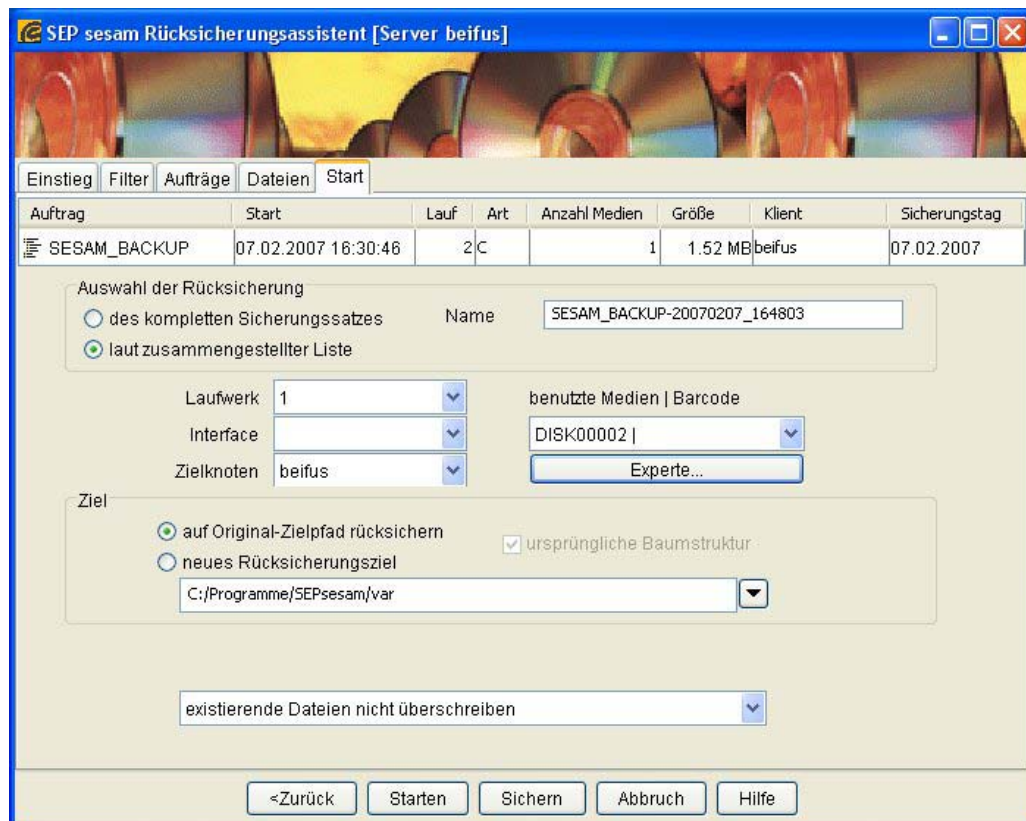 SEP sesam Rücksicherungsassistent [Server beifus]
Einstieg Filter Aufträge Dateien Start
Auftrag Start Lauf Art Anzahl Medien Größe Klient Sicherungstag
SESAM_BACKUP 07.02.2007 16:30:46 2 C 1 1.52 MB beifus 07.02.2007
Auswahl der Rücksicherung
des kompletten Sicherungssatzes Name SESAM_BACKUP-20070207_164803
laut zusammengestellter Liste
Laufwerk 1 benutzte Medien | Barcode
Interface DISK00002 |
Zielknoten beifus Experte...
Ziel
auf Original-Zielpfad rücksichern ursprüngliche Baumstruktur
neues Rücksicherungsziel
C:/Programme/SEPsesam/var
existierende Dateien nicht überschreiben
<Zurück Starten Sichern Abbruch Hilfe